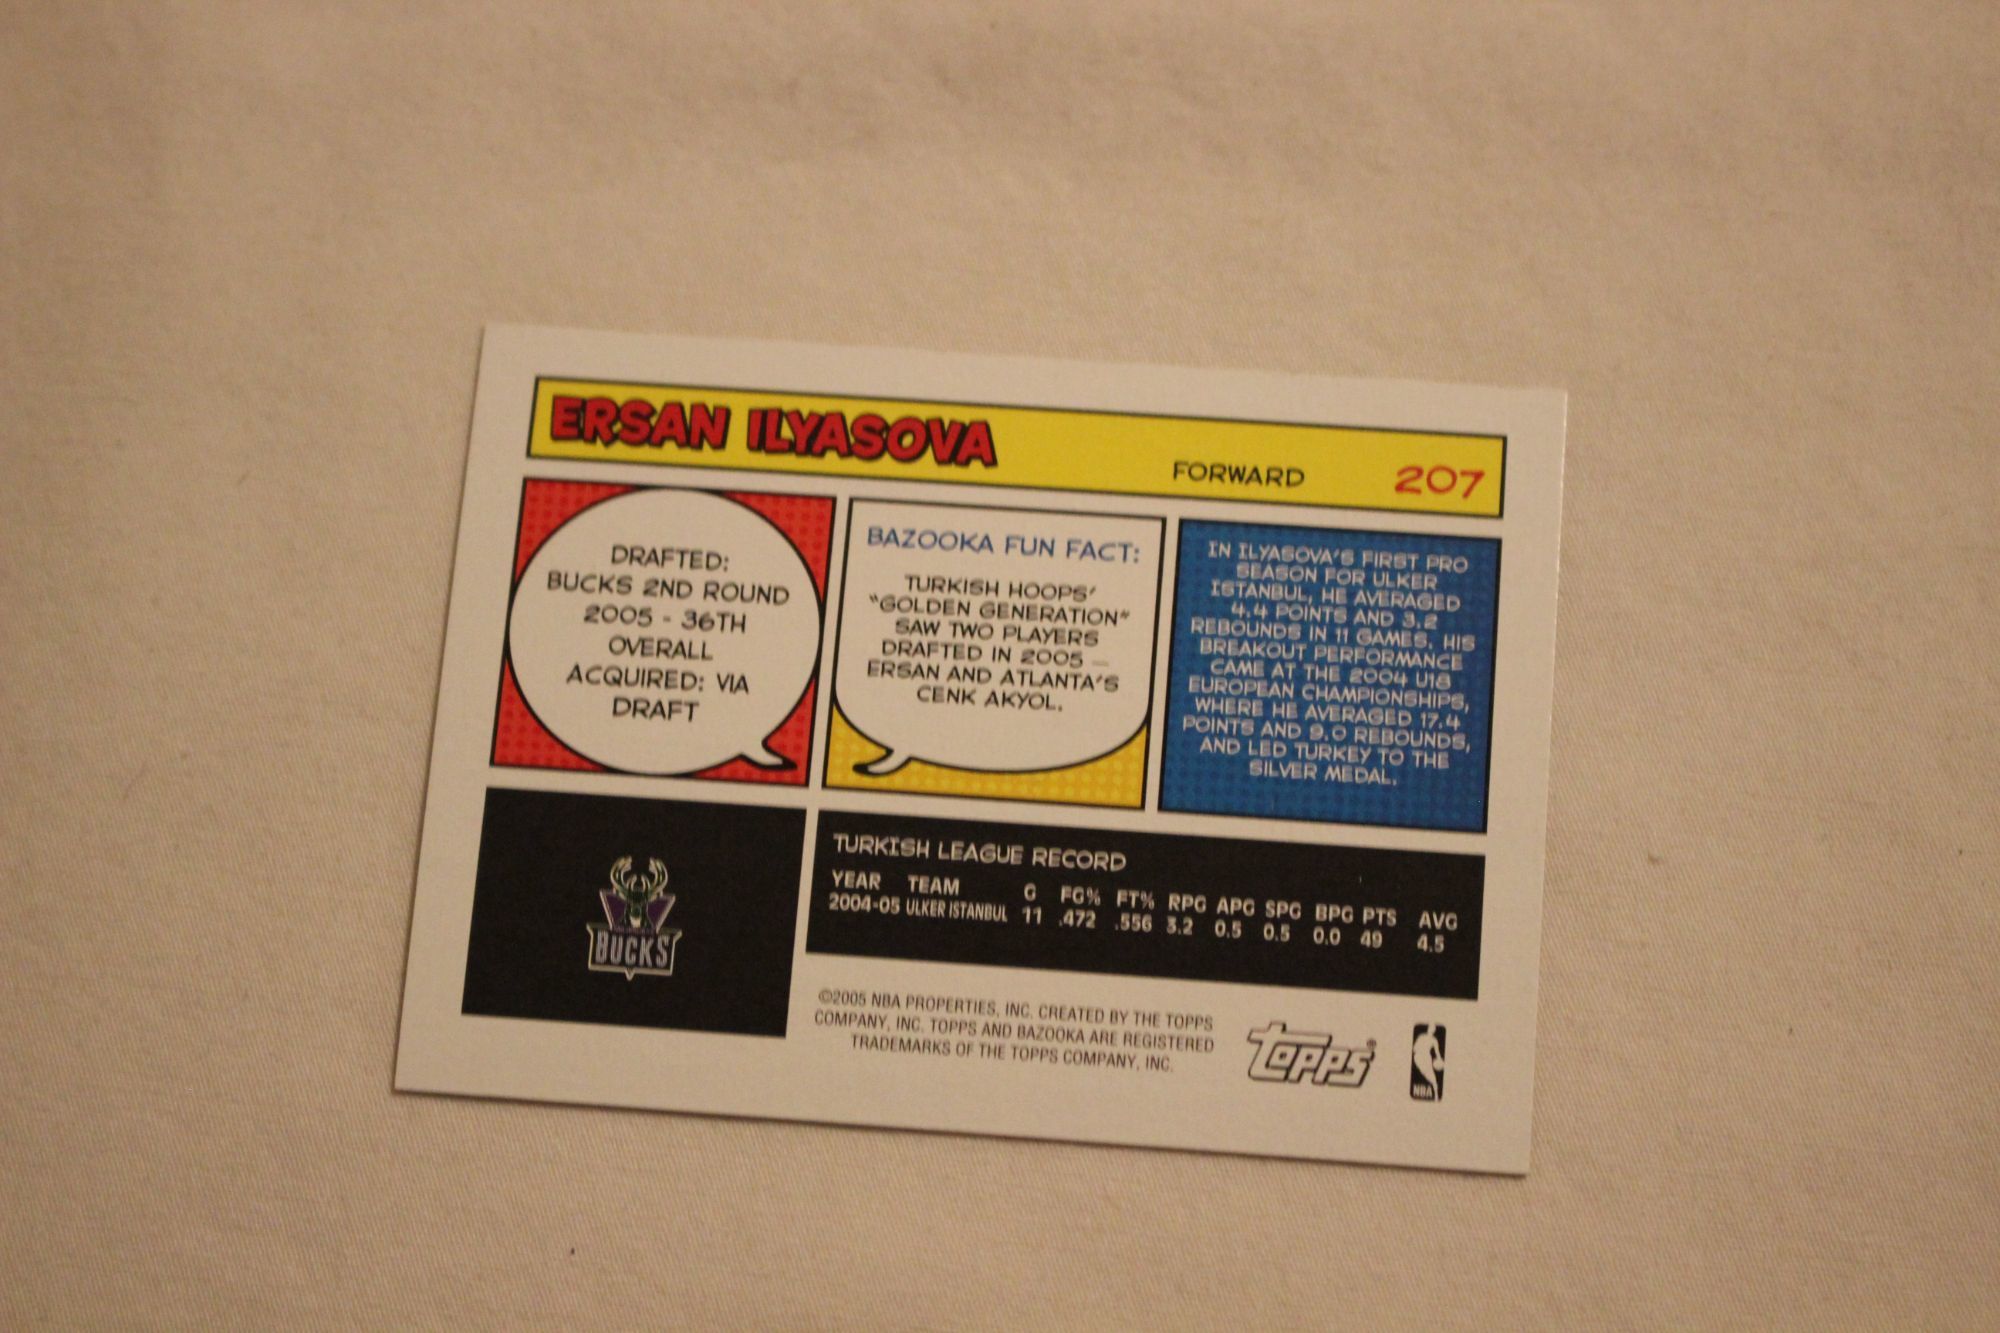 ERSAN ILYASOVA
FORWARD
207
DRAFTED:
BUCKS 2ND ROUND
2005 - 36TH
OVERALL
ACQUIRED: VIA
DRAFT
BAZOOKA FUN FACT:
TURKISH HOOPS'
"GOLDEN GENERATION"
SAW TWO PLAYERS
DRAFTED IN 2005 —
ERSAN AND ATLANTA'S
CENK AKYOL.
IN ILYASOVA'S FIRST PRO
SEASON FOR ULKER
ISTANBUL, HE AVERAGED
4.4 POINTS AND 3.2
REBOUNDS IN 11 GAMES. HIS
BREAKOUT PERFORMANCE
CAME AT THE 2004 U18
EUROPEAN CHAMPIONSHIPS,
WHERE HE AVERAGED 17.4
POINTS AND 9.0 REBOUNDS,
AND LED TURKEY TO THE
SILVER MEDAL.
BUCKS
TURKISH LEAGUE RECORD
YEAR TEAM G FG% FT% RPG APG SPG BPG PTS AVG
2004-05 ULKER ISTANBUL 11 .472 .556 3.2 0.5 0.5 0.0 49 4.5
©2005 NBA PROPERTIES, INC. CREATED BY THE TOPPS
COMPANY, INC. TOPPS AND BAZOOKA ARE REGISTERED
TRADEMARKS OF THE TOPPS COMPANY, INC.
Topps®
NBA